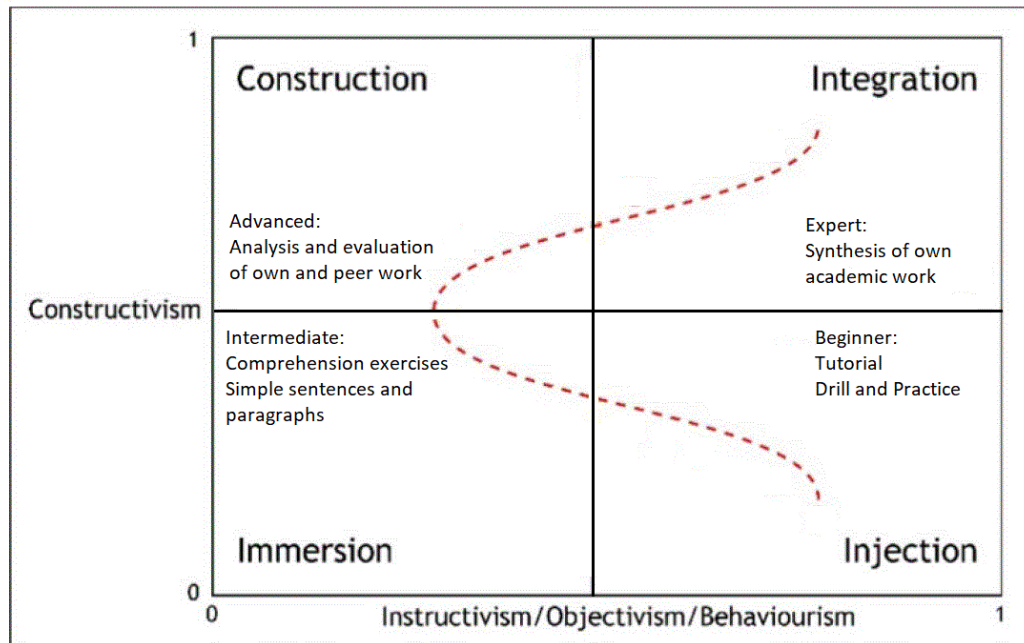 1
Construction
Integration
Advanced:
Analysis and evaluation
of own and peer work
Expert:
Synthesis of own
academic work
Constructivism
Intermediate:
Comprehension exercises
Simple sentences and
paragraphs
Beginner:
Tutorial
Drill and Practice
Immersion
Injection
0
0
Instructivism/Objectivism/Behaviourism
1